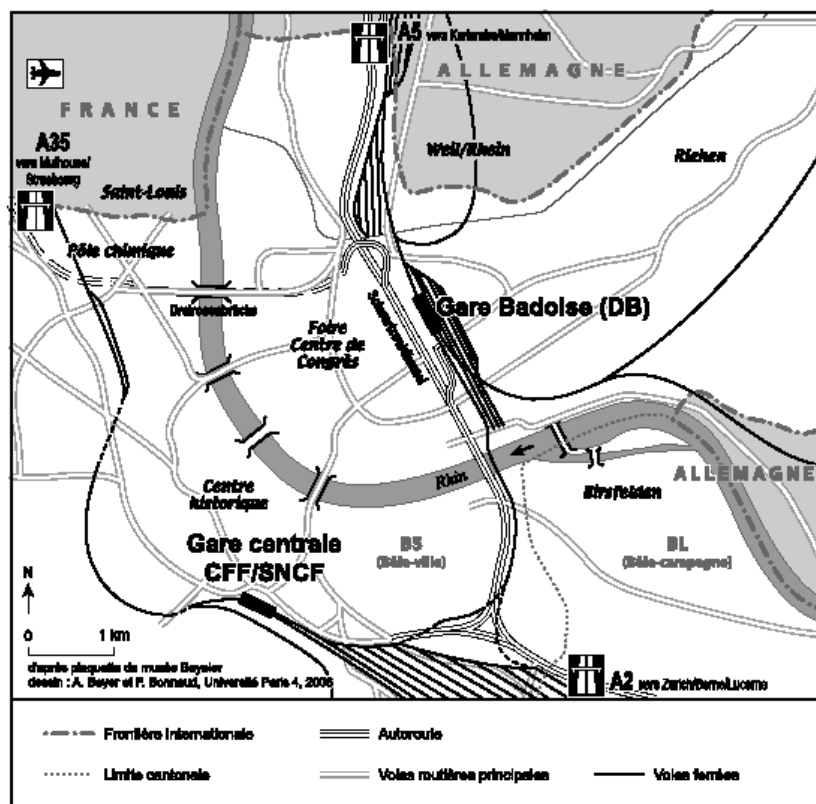 A5 vers Karlsruhe/Mannheim
ALLEMAGNE
FRANCE
A35
vers Mulhouse/
Strasbourg
Weil/Rhein
Riehen
Saint-Louis
Pôle chimique
Dreirosenbrücke
Gare Badoise (DB)
Foire
Centre de
Congrès
Schwarzwaldtunnel
Rhin
ALLEMAGNE
Centre
historique
Birsfelden
Gare centrale
CFF/SNCF
BS
(Bâle-ville)
BL
(Bâle-campagne)
N
0 1 km
d'après plaquette du musée Beyeler
dessin : A. Beyer et P. Bonnaud, Université Paris 4, 2006
A2 vers Zurich/Berne/Lucerne
Frontière internationale
Autoroute
Limite cantonale
Voies routières principales
Voies ferrées